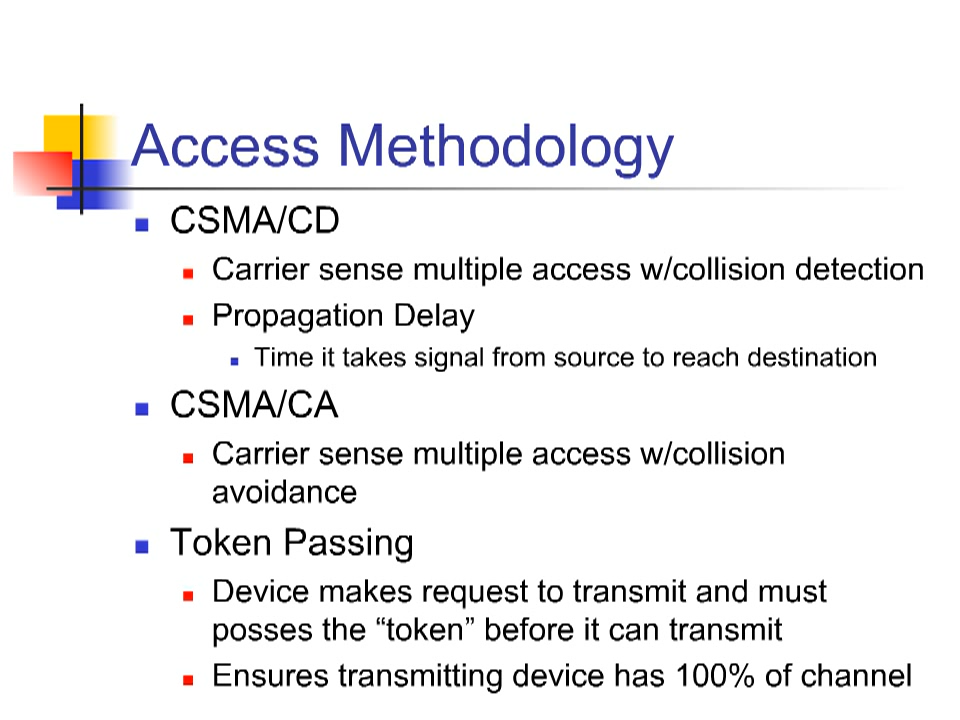 Access Methodology
CSMA/CD
Carrier sense multiple access w/collision detection
Propagation Delay
Time it takes signal from source to reach destination
CSMA/CA
Carrier sense multiple access w/collision
avoidance
Token Passing
Device makes request to transmit and must
posses the “token” before it can transmit
Ensures transmitting device has 100% of channel